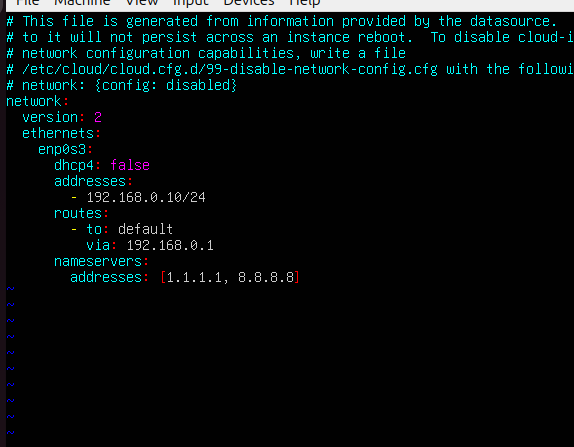 File Machine View Input Devices Help
# This file is generated from information provided by the datasource.
# to it will not persist across an instance reboot.  To disable cloud-i
# network configuration capabilities, write a file
# /etc/cloud/cloud.cfg.d/99-disable-network-config.cfg with the followi
# network: {config: disabled}
network:
  version: 2
  ethernets:
    enp0s3:
      dhcp4: false
      addresses:
        - 192.168.0.10/24
      routes:
        - to: default
          via: 192.168.0.1
      nameservers:
        addresses: [1.1.1.1, 8.8.8.8]
~
~
~
~
~
~
~
~
~
~